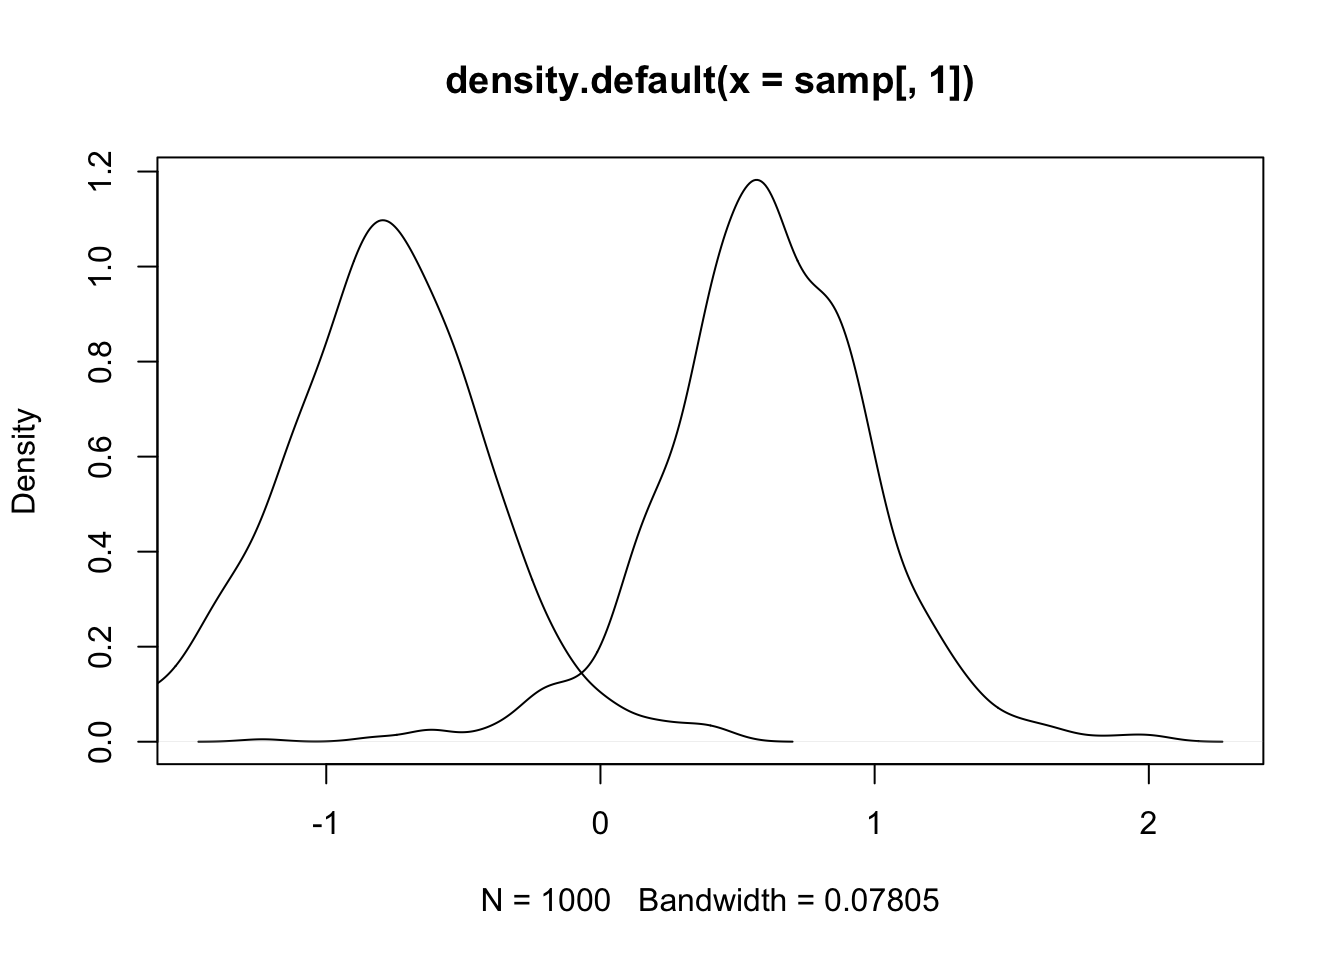 density.default(x = samp[, 1])
Density
1.2
1.0
0.8
0.6
0.4
0.2
0.0
-1 0 1 2
N = 1000 Bandwidth = 0.07805